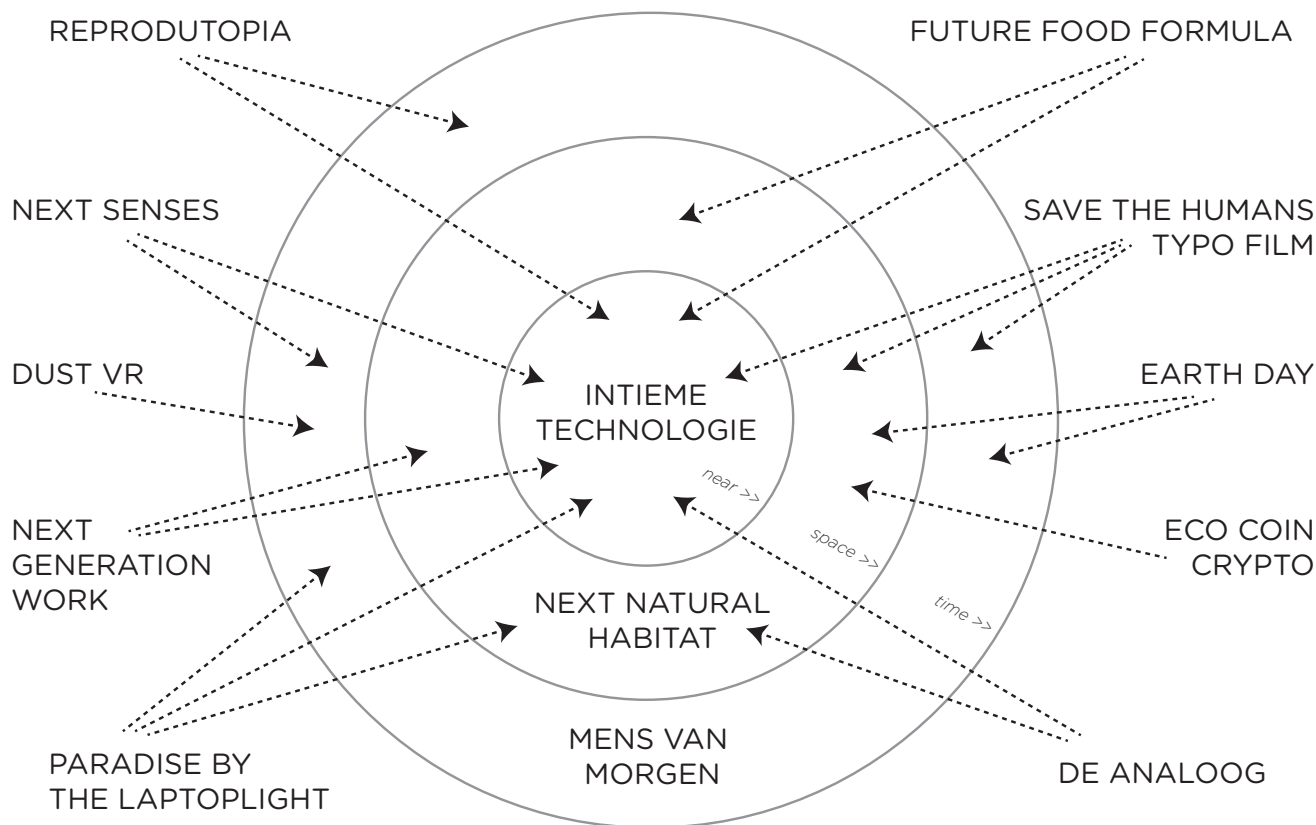 REPRODUTOPIA
FUTURE FOOD FORMULA
NEXT SENSES
SAVE THE HUMANS
TYPO FILM
DUST VR
EARTH DAY
INTIEME
TECHNOLOGIE
near >>
space >>
time >>
NEXT
GENERATION
WORK
ECO COIN
CRYPTO
NEXT NATURAL
HABITAT
MENS VAN
MORGEN
PARADISE BY
THE LAPTOPLIGHT
DE ANALOOG